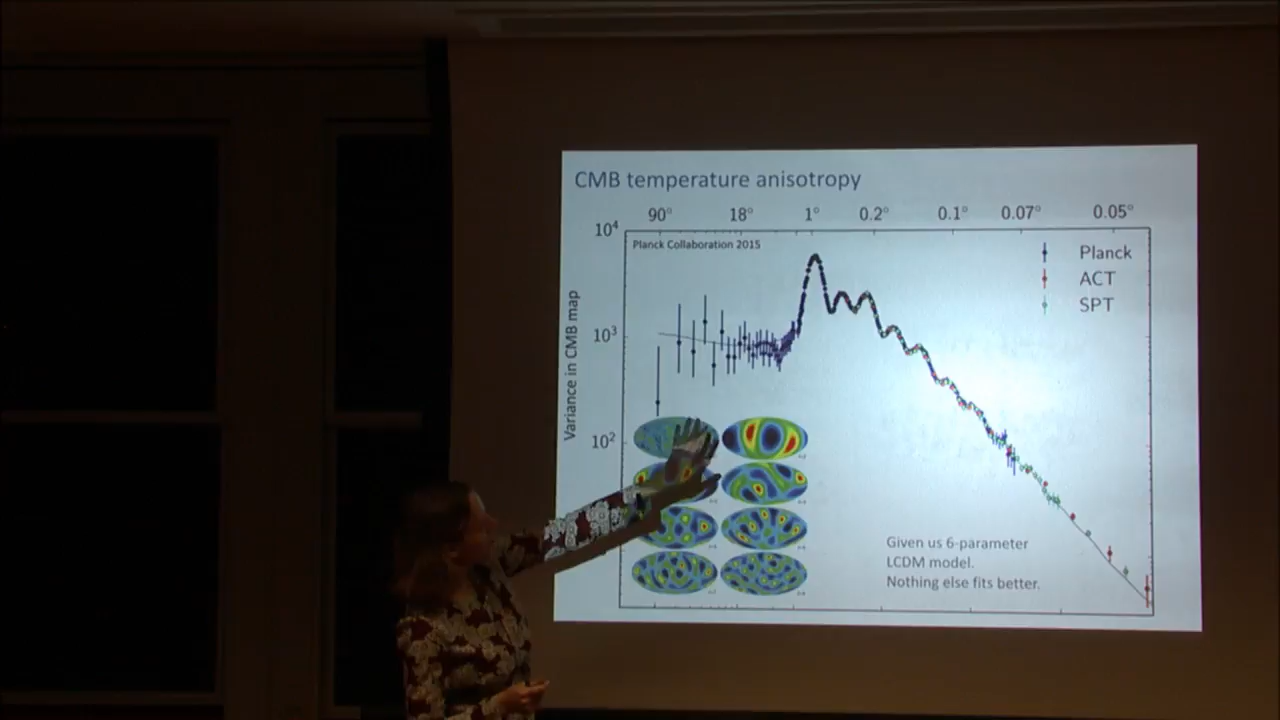 CMB temperature anisotropy
90° 18° 1° 0.2° 0.1° 0.07° 0.05°
10⁴
Planck Collaboration 2015
Planck
ACT
SPT
Variance in CMB map
10³
10²
Given us 6-parameter
LCDM model.
Nothing else fits better.